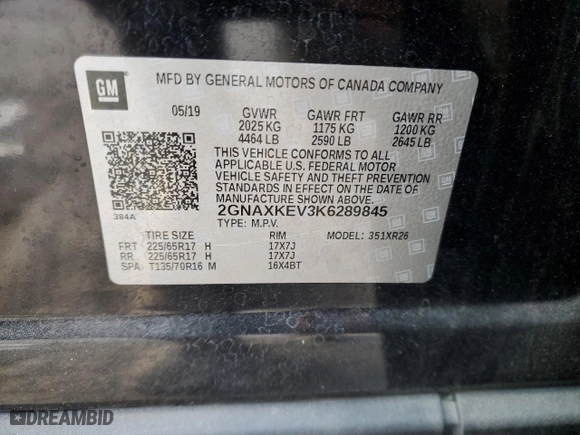 GM
MFD BY GENERAL MOTORS OF CANADA COMPANY
05/19 GVWR GAWR FRT GAWR RR
2025 KG 1175 KG 1200 KG
4464 LB 2590 LB 2645 LB
THIS VEHICLE CONFORMS TO ALL
APPLICABLE U.S. FEDERAL MOTOR
VEHICLE SAFETY AND THEFT PREVENTION
STANDARDS IN EFFECT ON THE DATE OF
MANUFACTURE SHOWN ABOVE.
384A 2GNAXKEV3K6289845
TYPE: M.P.V. MODEL: 351XR26
TIRE SIZE RIM
FRT 225/65R17 H 17X7J
RR 225/65R17 H 17X7J
SPA T135/70R16 M 16X4BT
DREAMBID